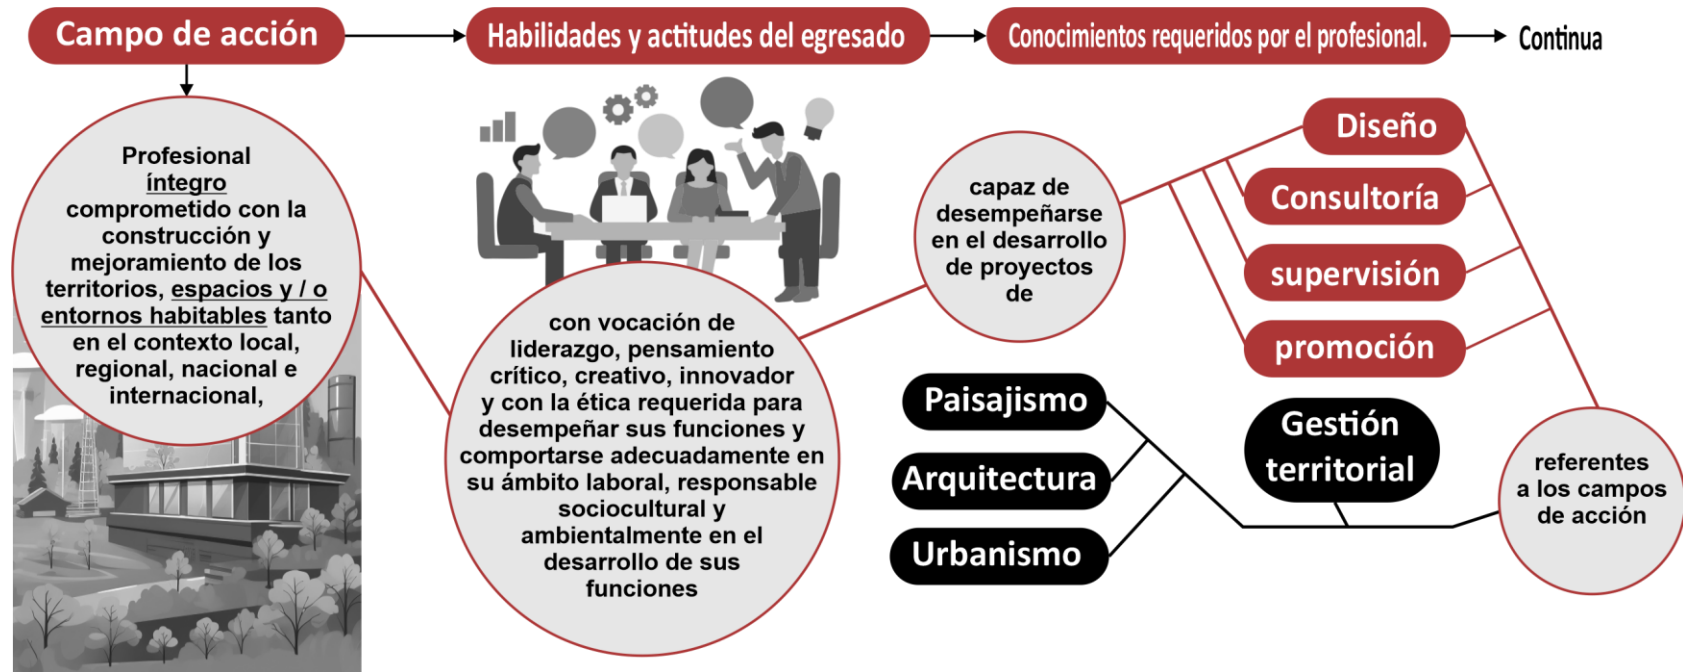 Campo de acción
Habilidades y actitudes del egresado
Conocimientos requeridos por el profesional.
Continua
Profesional
íntegro
comprometido con la
construcción y
mejoramiento de los
territorios, espacios y / o
entornos habitables tanto
en el contexto local,
regional, nacional e
internacional,
con vocación de
liderazgo, pensamiento
crítico, creativo, innovador
y con la ética requerida para
desempeñar sus funciones y
comportarse adecuadamente en
su ámbito laboral, responsable
sociocultural y
ambientalmente en el
desarrollo de sus
funciones
capaz de
desempeñarse
en el desarrollo
de proyectos
de
Diseño
Consultoría
supervisión
promoción
referentes
a los campos
de acción
Gestión
territorial
Paisajismo
Arquitectura
Urbanismo